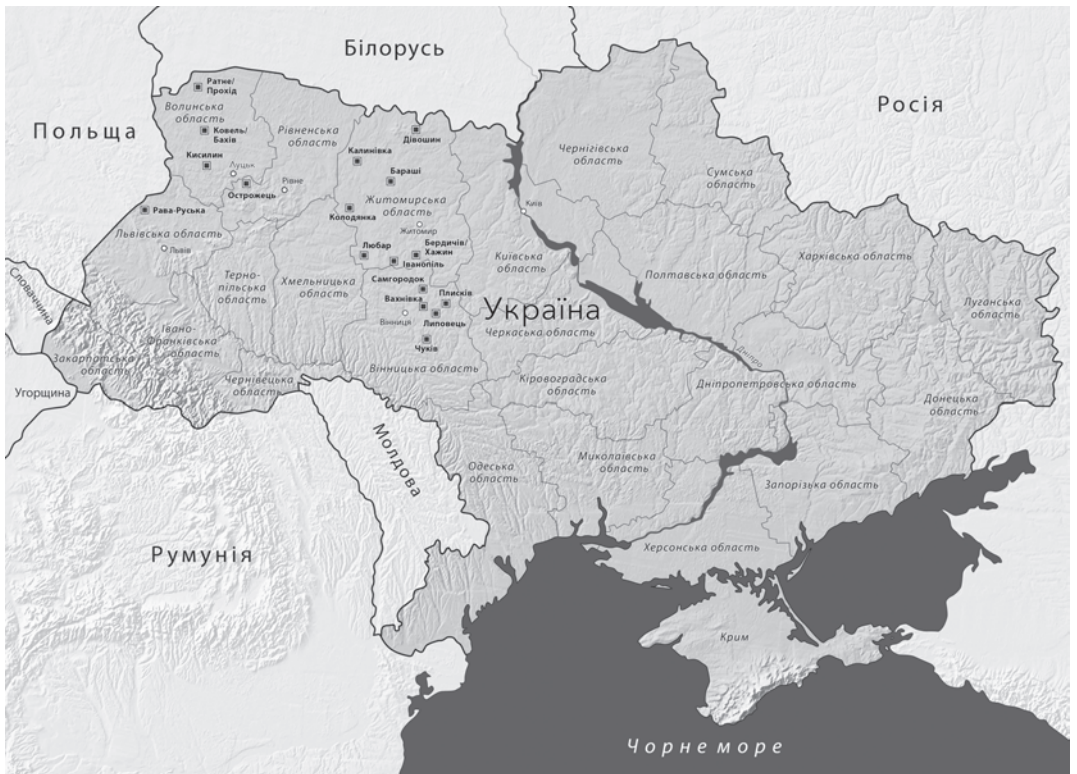 Білорусь
Польща
Росія
Ратне/
Прохід
Волинська
область
Ковель/
Бахів
Кисилин
Луцьк
Острожець
Рівненська
область
Рівне
Рава-Руська
Львівська область
Львів
Дівошин
Калинівка
Бараші
Житомирська
область
Колодянка
Житомир
Любар
Бердичів/
Хажин
Іванопіль
Самгородок
Плисків
Вахнівка
Вінниця
Липовець
Чуків
Вінницька область
Чернігівська
область
Сумська
область
Київ
Київська
область
Полтавська область
Харківська область
Луганська
область
Україна
Черкаська область
Дніпро
Терно-
пільська
область
Хмельницька
область
Словаччина
Івано-
Франківська
область
Закарпатська
область
Чернівецька
область
Угорщина
Кіровоградська
область
Дніпропетровська область
Донецька
область
Молдова
Одеська
область
Миколаївська
область
Запорізька область
Румунія
Херсонська область
Крим
Чорне море